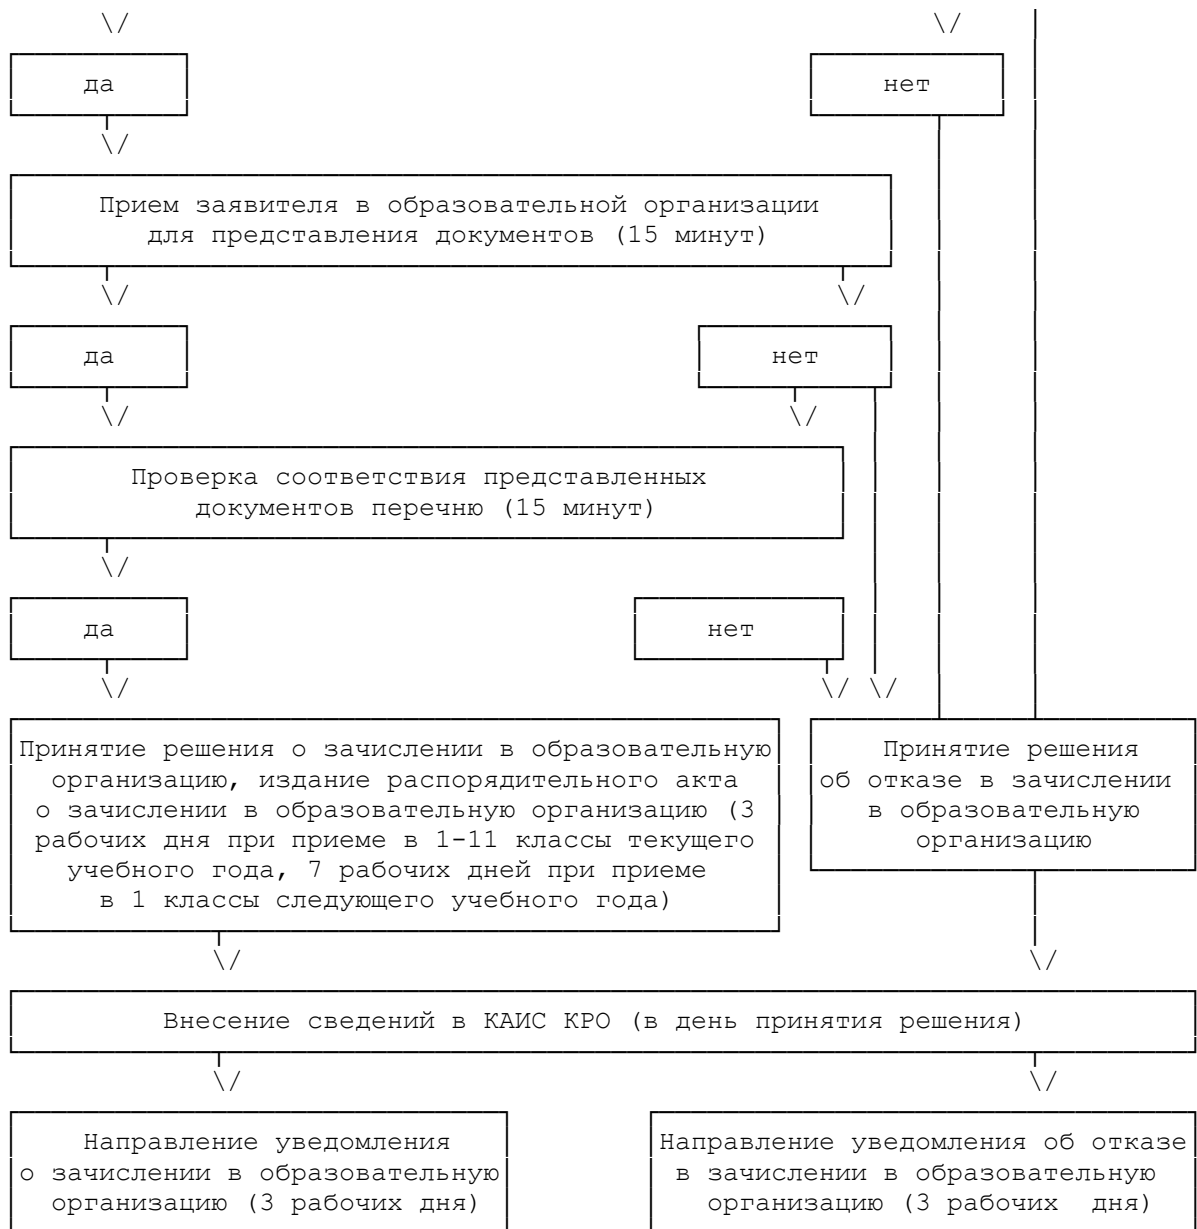 да
нет
Прием заявителя в образовательной организации
для представления документов (15 минут)
да
нет
Проверка соответствия представленных
документов перечню (15 минут)
да
нет
Принятие решения о зачислении в образовательную
организацию, издание распорядительного акта
о зачислении в образовательную организацию (3
рабочих дня при приеме в 1-11 классы текущего
учебного года, 7 рабочих дней при приеме
в 1 классы следующего учебного года)
Принятие решения
об отказе в зачислении
в образовательную
организацию
Внесение сведений в КАИС КРО (в день принятия решения)
Направление уведомления
о зачислении в образовательную
организацию (3 рабочих дня)
Направление уведомления об отказе
в зачислении в образовательную
организацию (3 рабочих  дня)